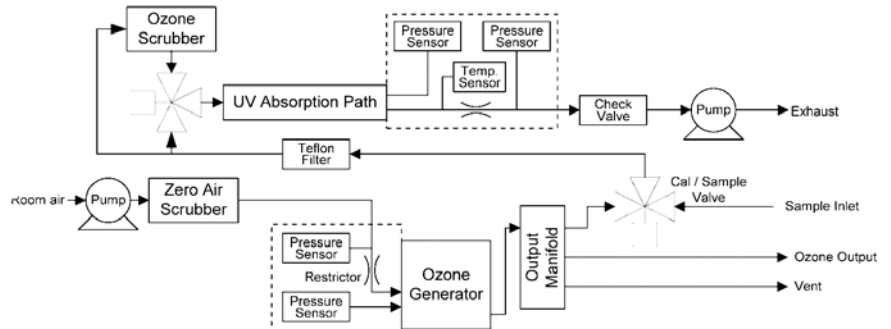 Ozone
Scrubber
Pressure
Sensor
Pressure
Sensor
Temp.
Sensor
UV Absorption Path
Check
Valve
Pump
Exhaust
Teflon
Filter
Cal / Sample
Valve
Room air
Pump
Zero Air
Scrubber
Sample Inlet
Pressure
Sensor
Restrictor
Pressure
Sensor
Ozone
Generator
Output
Manifold
Ozone Output
Vent